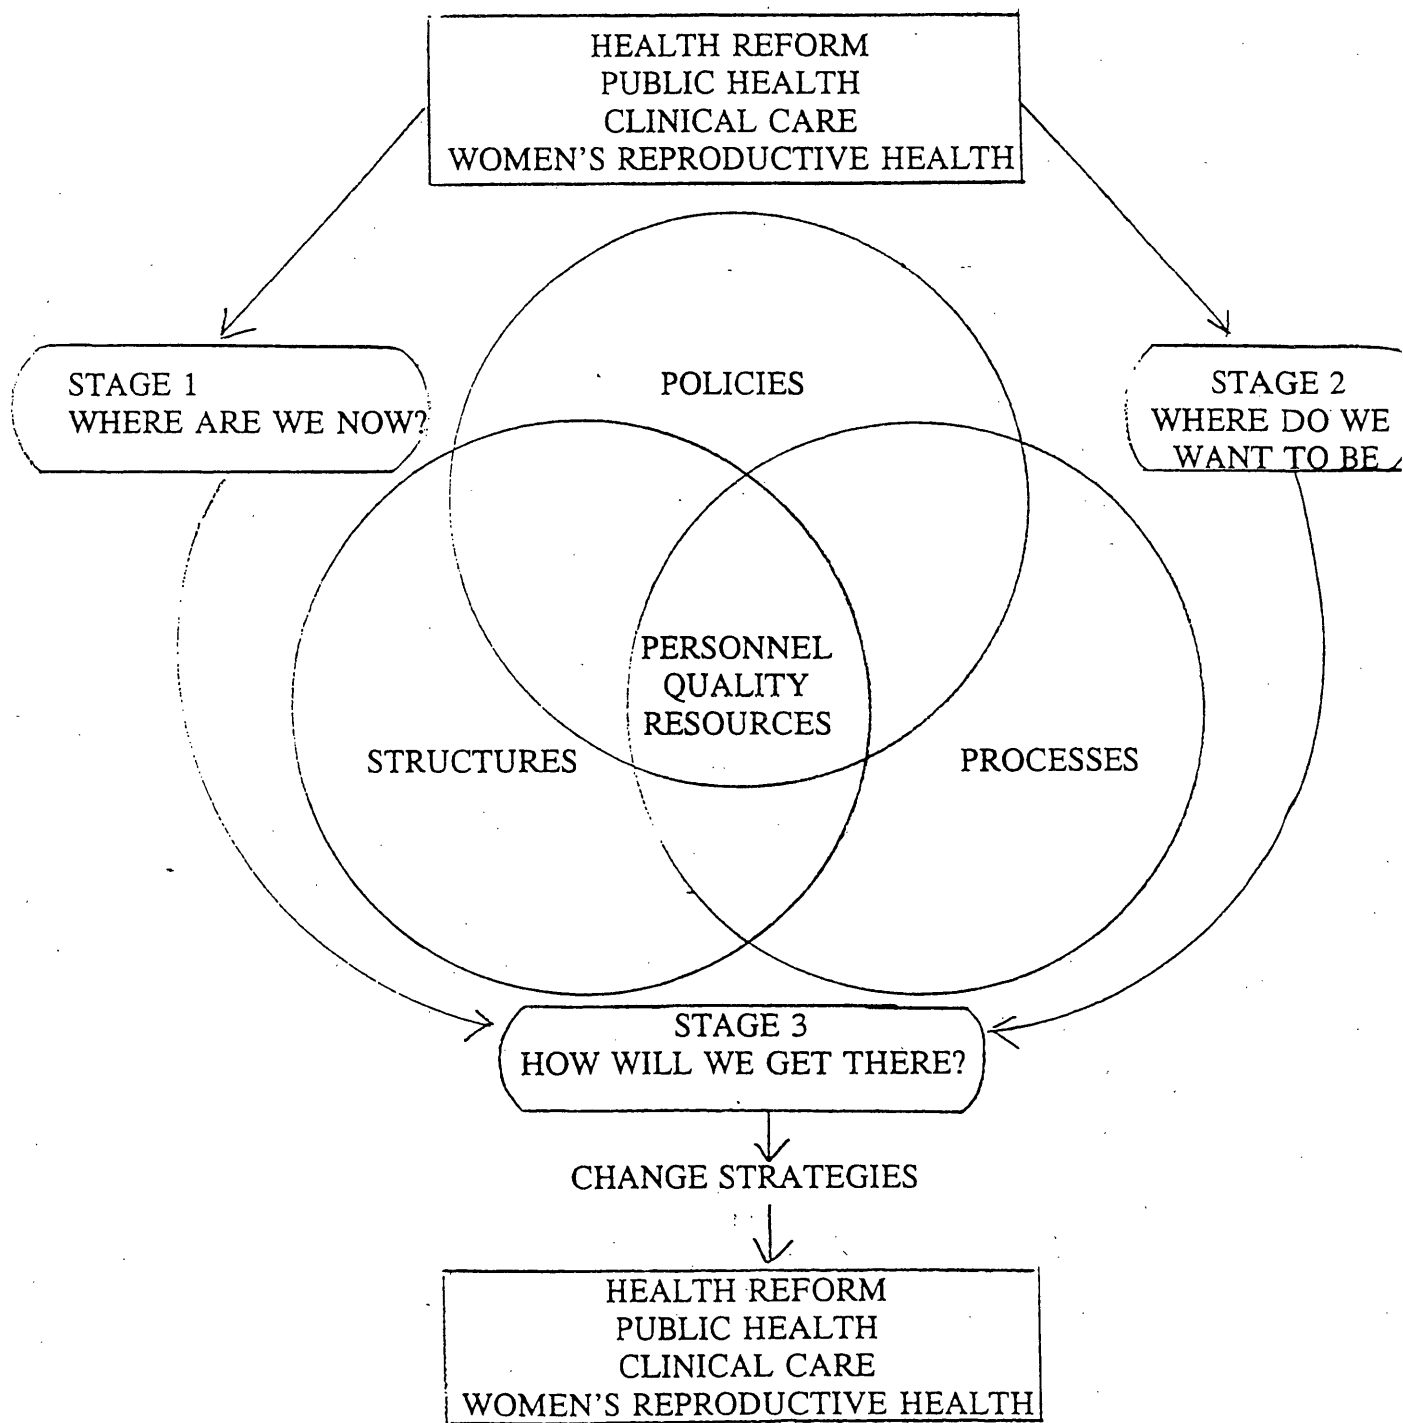 HEALTH REFORM
PUBLIC HEALTH
CLINICAL CARE
WOMEN'S REPRODUCTIVE HEALTH
STAGE 1
WHERE ARE WE NOW?
POLICIES
STAGE 2
WHERE DO WE
WANT TO BE
PERSONNEL
QUALITY
RESOURCES
STRUCTURES
PROCESSES
STAGE 3
HOW WILL WE GET THERE?
CHANGE STRATEGIES
HEALTH REFORM
PUBLIC HEALTH
CLINICAL CARE
WOMEN'S REPRODUCTIVE HEALTH